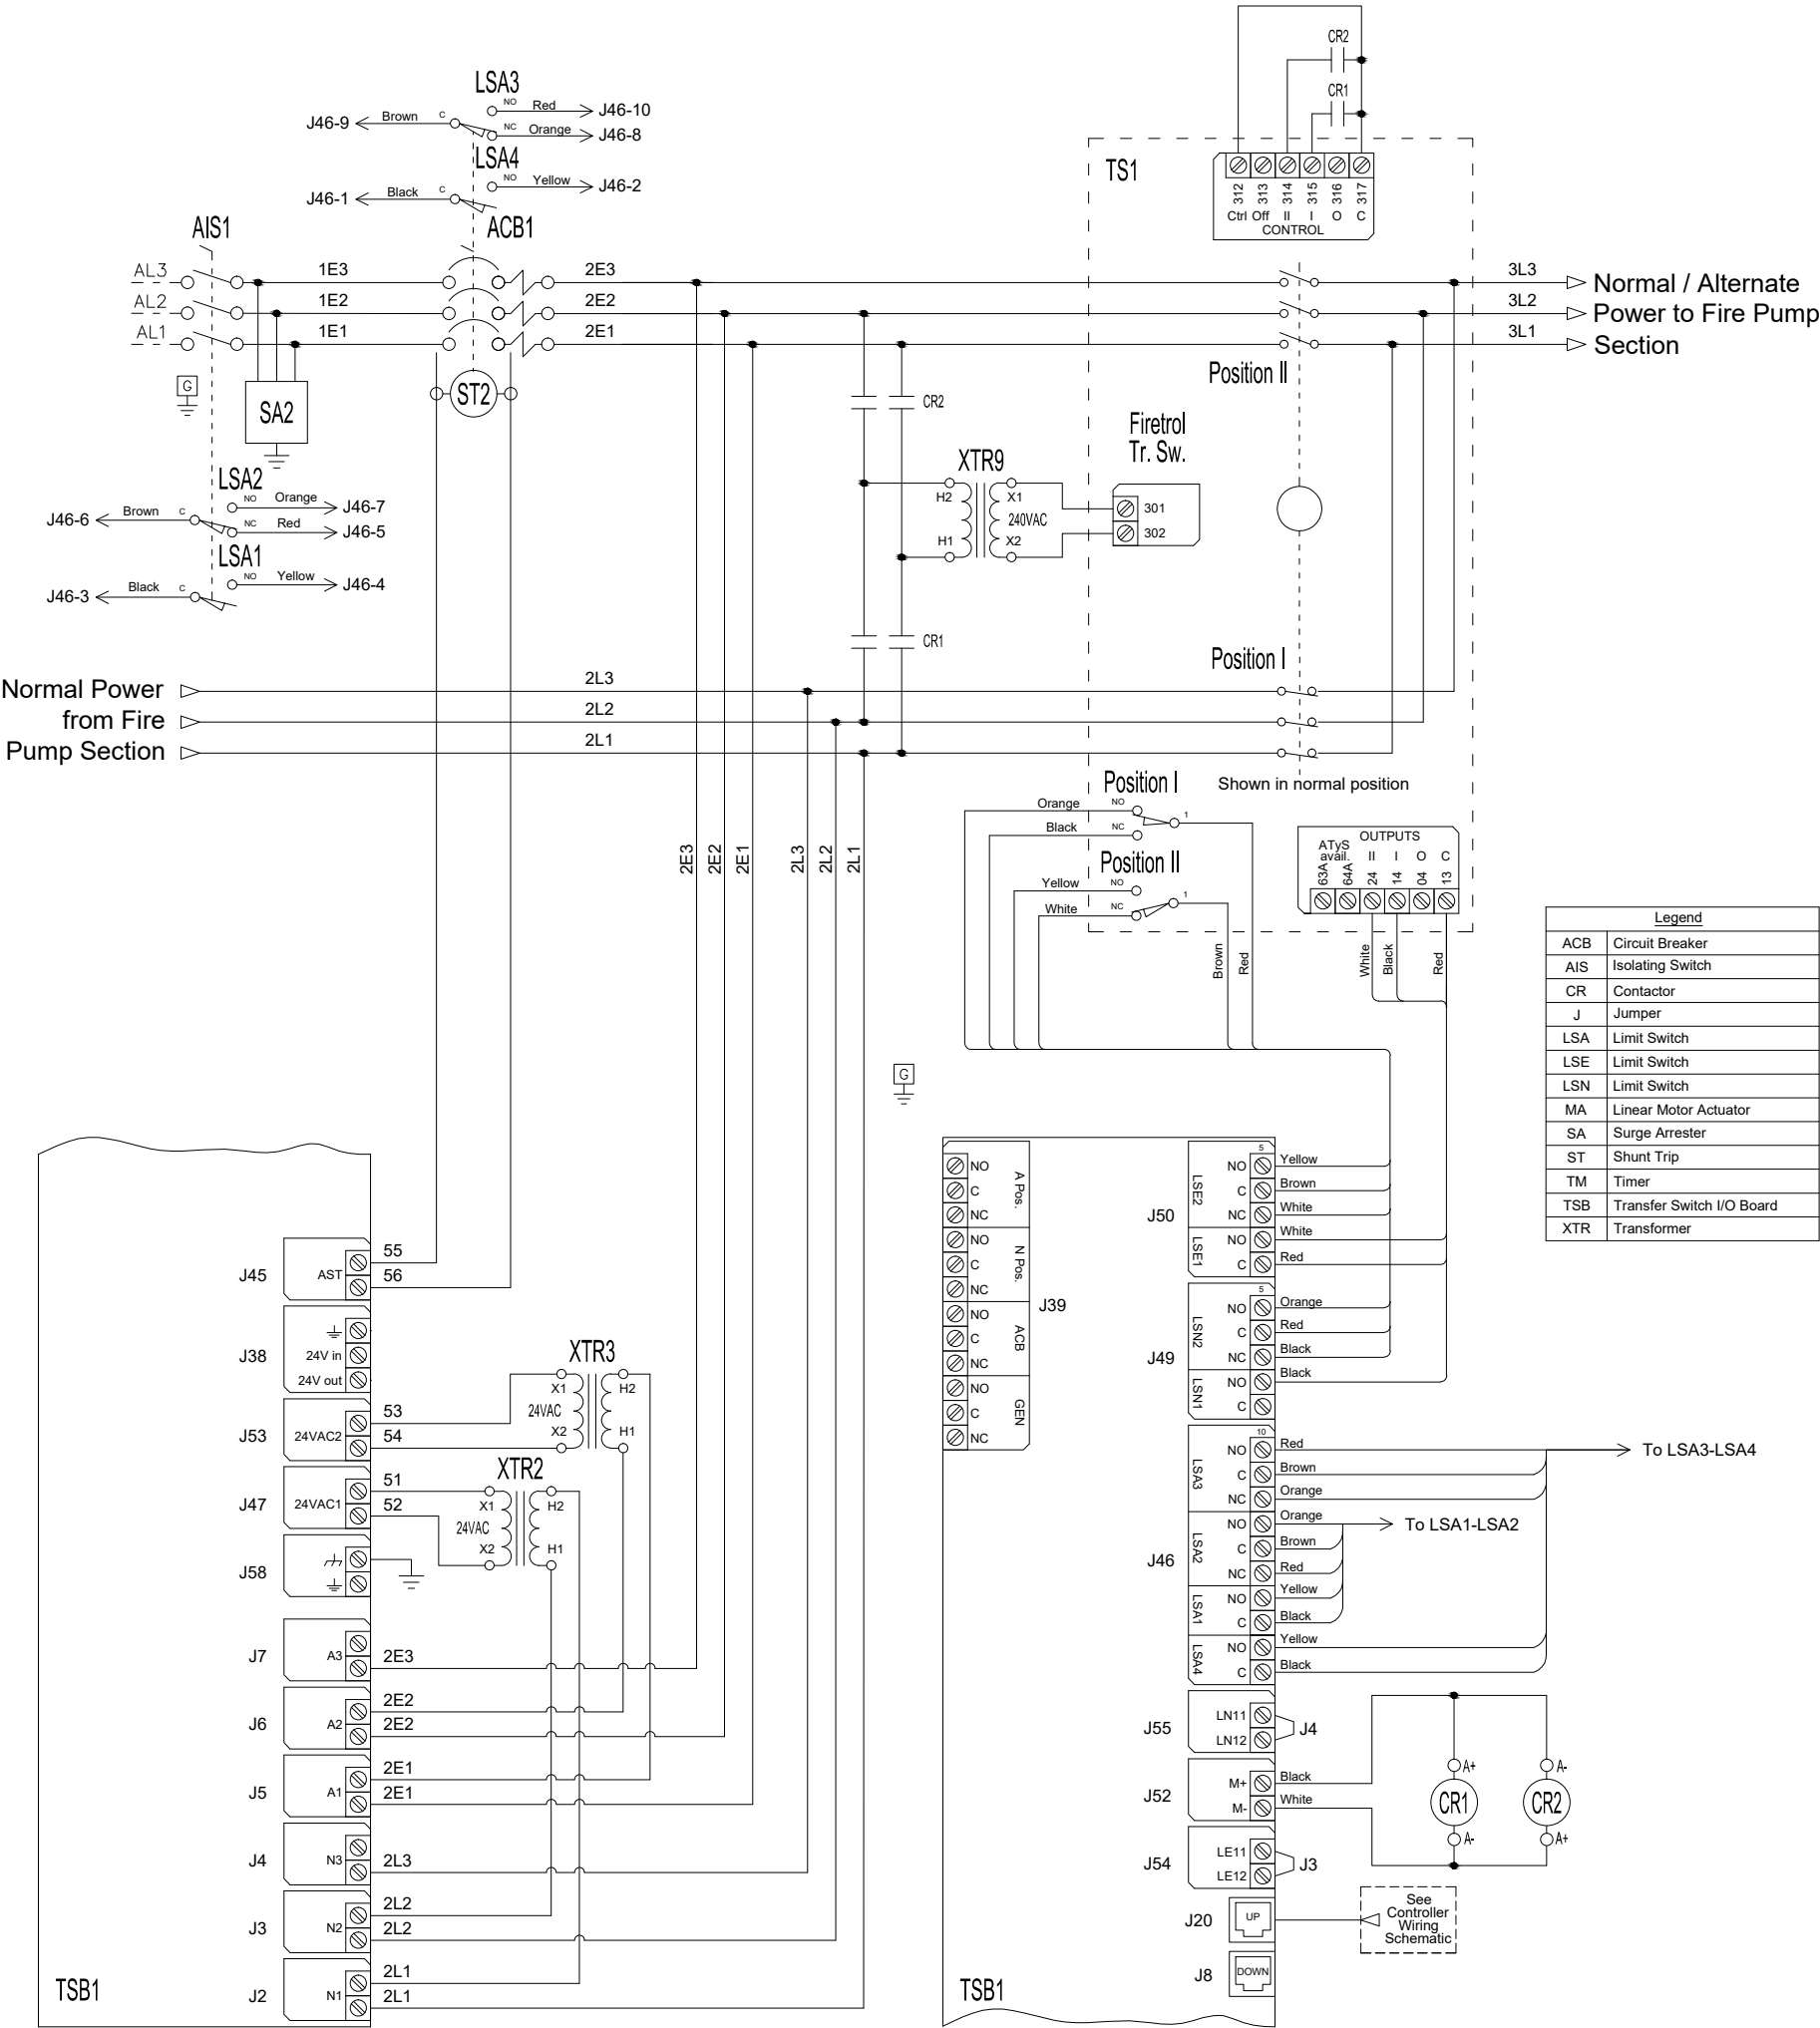 CR2
CR1
LSA3
J46-9
Brown
C
NO
Red
J46-10
NC
Orange
J46-8
LSA4
J46-1
Black
C
NO
Yellow
J46-2
TS1
312 313 314 315 316 317
Ctrl Off II I O C
CONTROL
AIS1
ACB1
AL3
1E3
2E3
3L3
AL2
1E2
2E2
3L2
AL1
1E1
2E1
3L1
Normal / Alternate
Power to Fire Pump
Section
Position II
G
SA2
ST2
CR2
Firetrol
Tr. Sw.
XTR9
H2
X1
240VAC
H1
X2
301
302
LSA2
J46-6
Brown
C
NO
Orange
J46-7
NC
Red
J46-5
LSA1
J46-3
Black
C
NO
Yellow
J46-4
CR1
Position I
Normal Power
from Fire
Pump Section
2L3
2L2
2L1
Shown in normal position
Position I
Orange
NO
1
Black
NC
Position II
Yellow
NO
1
White
NC
OUTPUTS
ATyS
avail.
II I O C
63A 64A 24 14 04 13
2E3
2E2
2E1
2L3
2L2
2L1
Brown
Red
White
Black
Red
Legend
ACB Circuit Breaker
AIS Isolating Switch
CR Contactor
J Jumper
LSA Limit Switch
LSE Limit Switch
LSN Limit Switch
MA Linear Motor Actuator
SA Surge Arrester
ST Shunt Trip
TM Timer
TSB Transfer Switch I/O Board
XTR Transformer
G
J45
AST
55
56
J38
24V in
24V out
J53
24VAC2
53
54
XTR3
X1
H2
24VAC
X2
H1
J47
24VAC1
51
52
XTR2
X1
H2
24VAC
X2
H1
J58
J7
A3
2E3
J6
A2
2E2
2E2
J5
A1
2E1
2E1
J4
N3
2L3
J3
N2
2L2
2L2
J2
N1
2L1
2L1
TSB1
J39
NO
C
NC
A Pos.
NO
C
NC
N Pos.
NO
C
NC
ACB
NO
C
NC
GEN
J50
5
LSE2
NO Yellow
C Brown
NC White
LSE1
NO White
C Red
J49
5
LSN2
NO Orange
C Red
NC Black
LSN1
NO Black
C
J46
10
LSA3
NO Red
C Brown
NC Orange
To LSA3-LSA4
LSA2
NO Orange
C Brown
NC Red
To LSA1-LSA2
LSA1
NO Yellow
C Black
LSA4
NO Yellow
C Black
J55
LN11
LN12
J4
J52
M+ Black
M- White
A+
CR1
A-
A-
CR2
A+
J54
LE11
LE12
J3
J20
UP
See
Controller
Wiring
Schematic
J8
DOWN
TSB1